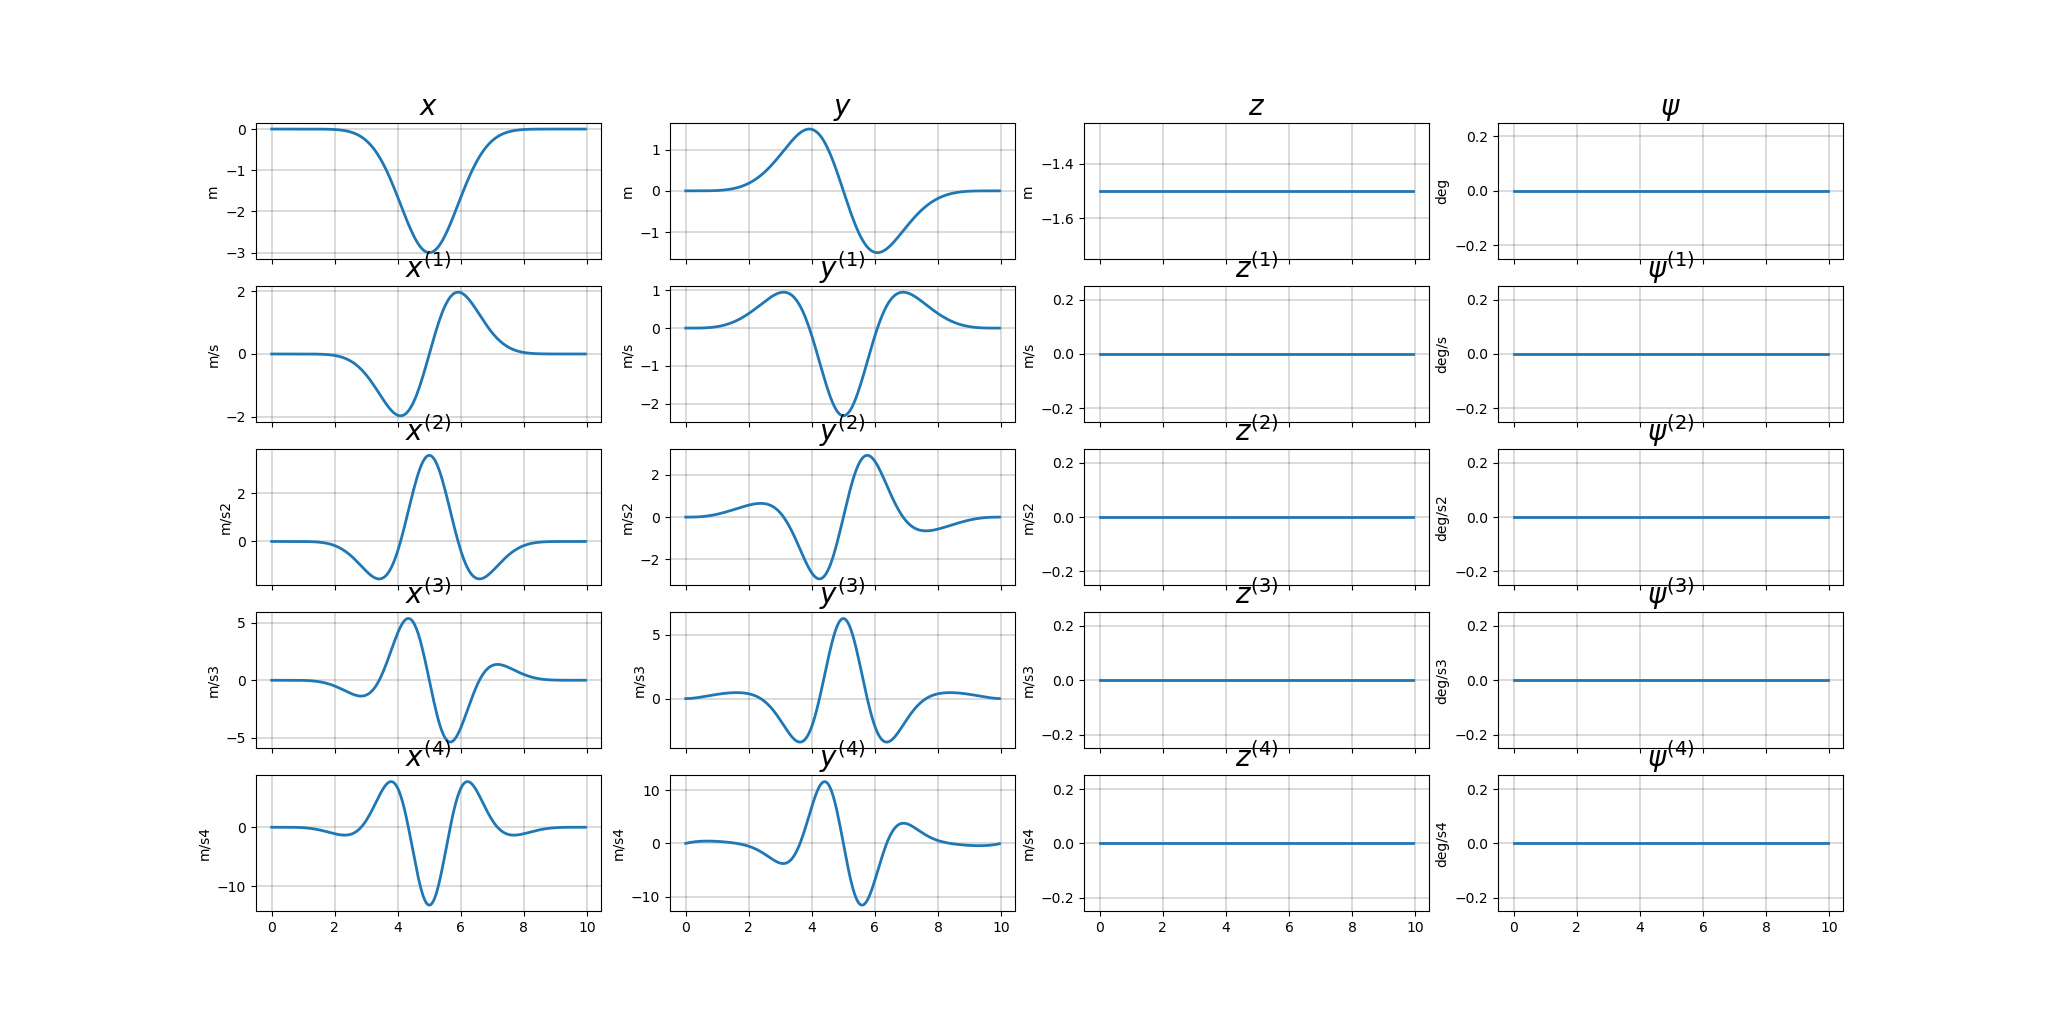 x y z ψ
0 1 −1.4 0.2
−1 0 −1.6 0.0
−2 −1 −0.2
−3
m m m deg
x(1) y(1) z(1) ψ(1)
2 1 0.2 0.2
0 0 0.0 0.0
−2 −1 −0.2 −0.2
−2
m/s m/s m/s deg/s
x(2) y(2) z(2) ψ(2)
2 2 0.2 0.2
0 0 0.0 0.0
−2 −0.2 −0.2
m/s2 m/s2 m/s2 deg/s2
x(3) y(3) z(3) ψ(3)
5 5 0.2 0.2
0 0 0.0 0.0
−5 −0.2 −0.2
m/s3 m/s3 m/s3 deg/s3
x(4) y(4) z(4) ψ(4)
0 10 0.2 0.2
−10 0 0.0 0.0
−10 −0.2 −0.2
m/s4 m/s4 m/s4 deg/s4
0 2 4 6 8 10 0 2 4 6 8 10 0 2 4 6 8 10 0 2 4 6 8 10